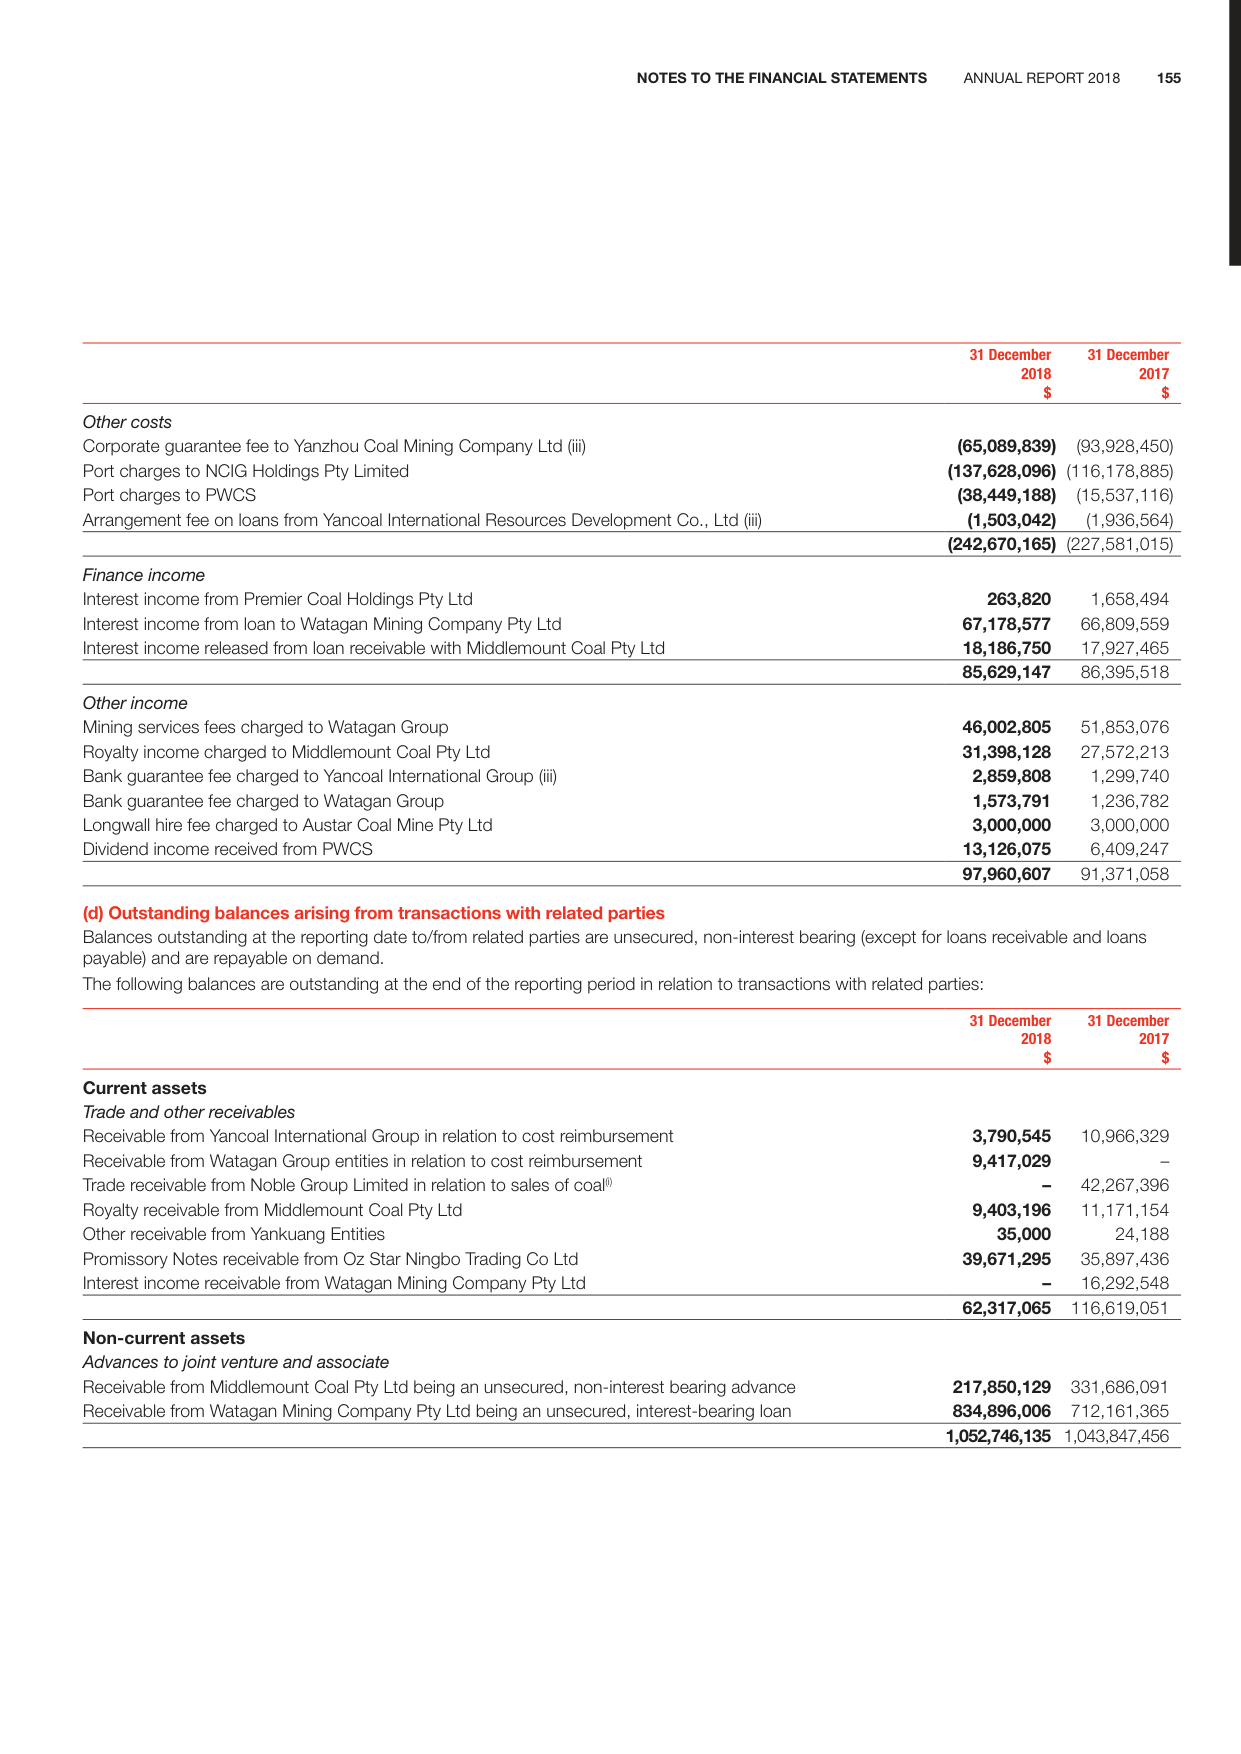 NOTES TO THE FINANCIAL STATEMENTS ANNUAL REPORT 2018 155
31 December 31 December
2018 2017
$ $
Other costs
Corporate guarantee fee to Yanzhou Coal Mining Company Ltd (iii) (65,089,839) (93,928,450)
Port charges to NCIG Holdings Pty Limited (137,628,096) (116,178,885)
Port charges to PWCS (38,449,188) (15,537,116)
Arrangement fee on loans from Yancoal International Resources Development Co., Ltd (iii) (1,503,042) (1,936,564)
(242,670,165) (227,581,015)
Finance income
Interest income from Premier Coal Holdings Pty Ltd 263,820 1,658,494
Interest income from loan to Watagan Mining Company Pty Ltd 67,178,577 66,809,559
Interest income released from loan receivable with Middlemount Coal Pty Ltd 18,186,750 17,927,465
85,629,147 86,395,518
Other income
Mining services fees charged to Watagan Group 46,002,805 51,853,076
Royalty income charged to Middlemount Coal Pty Ltd 31,398,128 27,572,213
Bank guarantee fee charged to Yancoal International Group (iii) 2,859,808 1,299,740
Bank guarantee fee charged to Watagan Group 1,573,791 1,236,782
Longwall hire fee charged to Austar Coal Mine Pty Ltd 3,000,000 3,000,000
Dividend income received from PWCS 13,126,075 6,409,247
97,960,607 91,371,058
(d) Outstanding balances arising from transactions with related parties
Balances outstanding at the reporting date to/from related parties are unsecured, non-interest bearing (except for loans receivable and loans
payable) and are repayable on demand.
The following balances are outstanding at the end of the reporting period in relation to transactions with related parties:
31 December 31 December
2018 2017
$ $
Current assets
Trade and other receivables
Receivable from Yancoal International Group in relation to cost reimbursement 3,790,545 10,966,329
Receivable from Watagan Group entities in relation to cost reimbursement 9,417,029 –
Trade receivable from Noble Group Limited in relation to sales of coal(i) – 42,267,396
Royalty receivable from Middlemount Coal Pty Ltd 9,403,196 11,171,154
Other receivable from Yankuang Entities 35,000 24,188
Promissory Notes receivable from Oz Star Ningbo Trading Co Ltd 39,671,295 35,897,436
Interest income receivable from Watagan Mining Company Pty Ltd – 16,292,548
62,317,065 116,619,051
Non-current assets
Advances to joint venture and associate
Receivable from Middlemount Coal Pty Ltd being an unsecured, non-interest bearing advance 217,850,129 331,686,091
Receivable from Watagan Mining Company Pty Ltd being an unsecured, interest-bearing loan 834,896,006 712,161,365
1,052,746,135 1,043,847,456